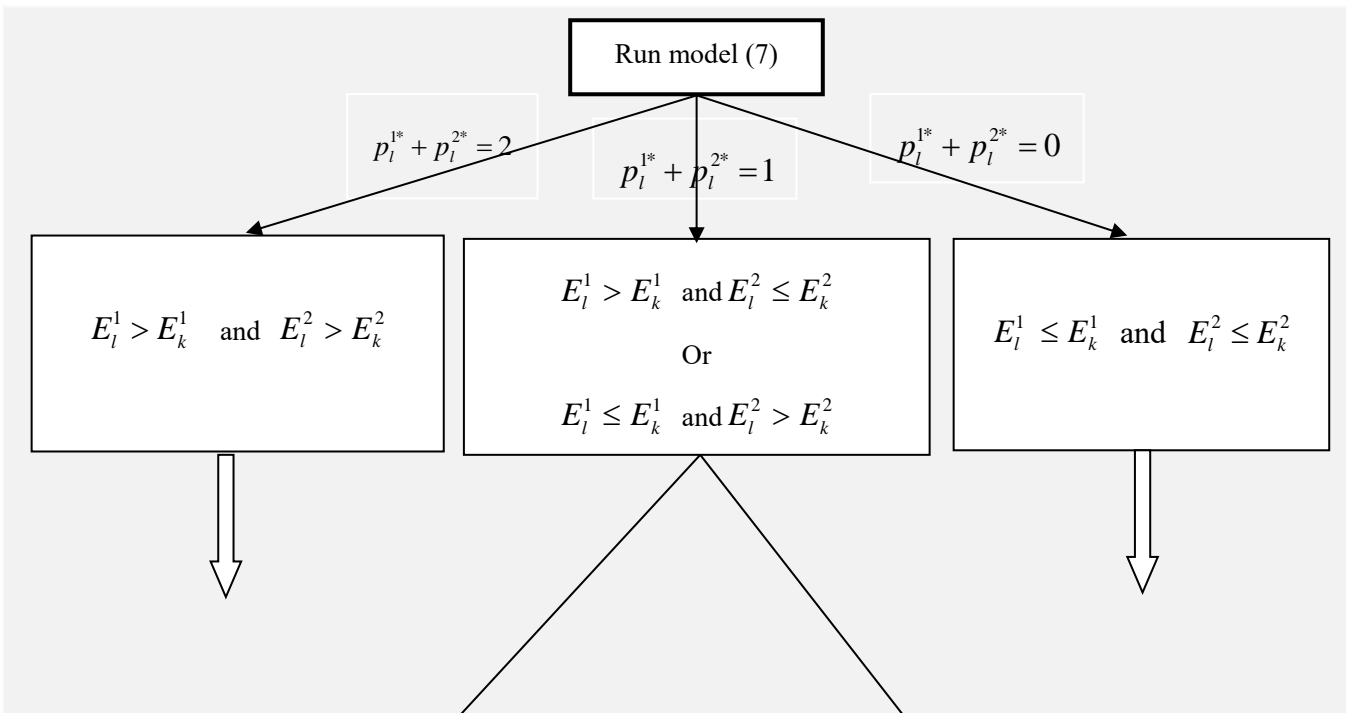 Run model (7)
p_l^{1*} + p_l^{2*} = 2
p_l^{1*} + p_l^{2*} = 1
p_l^{1*} + p_l^{2*} = 0
E_l^1 > E_k^1 and E_l^2 > E_k^2
E_l^1 > E_k^1 and E_l^2 ≤ E_k^2
Or
E_l^1 ≤ E_k^1 and E_l^2 > E_k^2
E_l^1 ≤ E_k^1 and E_l^2 ≤ E_k^2